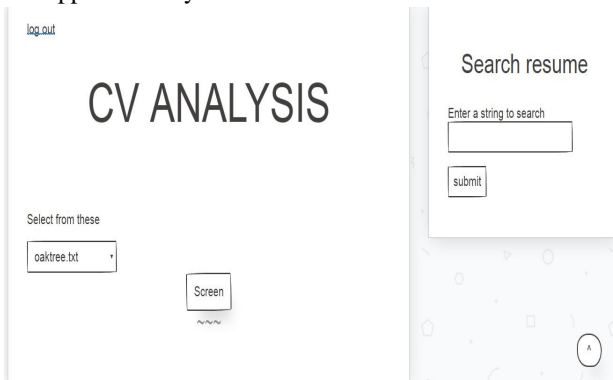 log out
CV ANALYSIS
Select from these
oaktree.txt
Screen
~~~
Search resume
Enter a string to search
submit
^